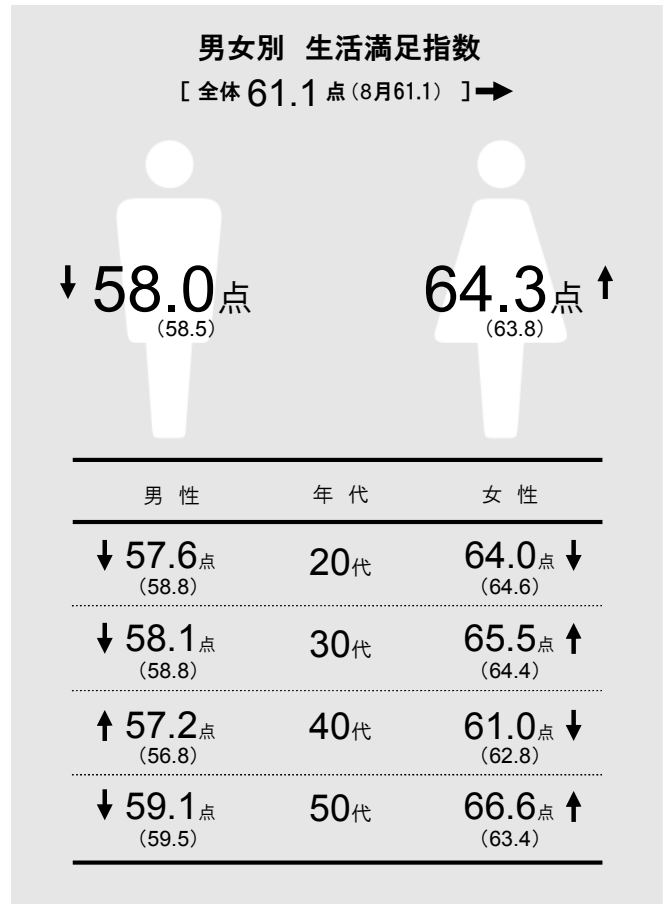 男女別 生活満足指数
[ 全体 61.1 点（8月61.1） ]➡
↓ 58.0点 64.3点 ↑
（58.5） （63.8）
男 性 年 代 女 性
↓ 57.6点 20代 64.0点 ↓
（58.8） （64.6）
↓ 58.1点 30代 65.5点 ↑
（58.8） （64.4）
↑ 57.2点 40代 61.0点 ↓
（56.8） （62.8）
↓ 59.1点 50代 66.6点 ↑
（59.5） （63.4）